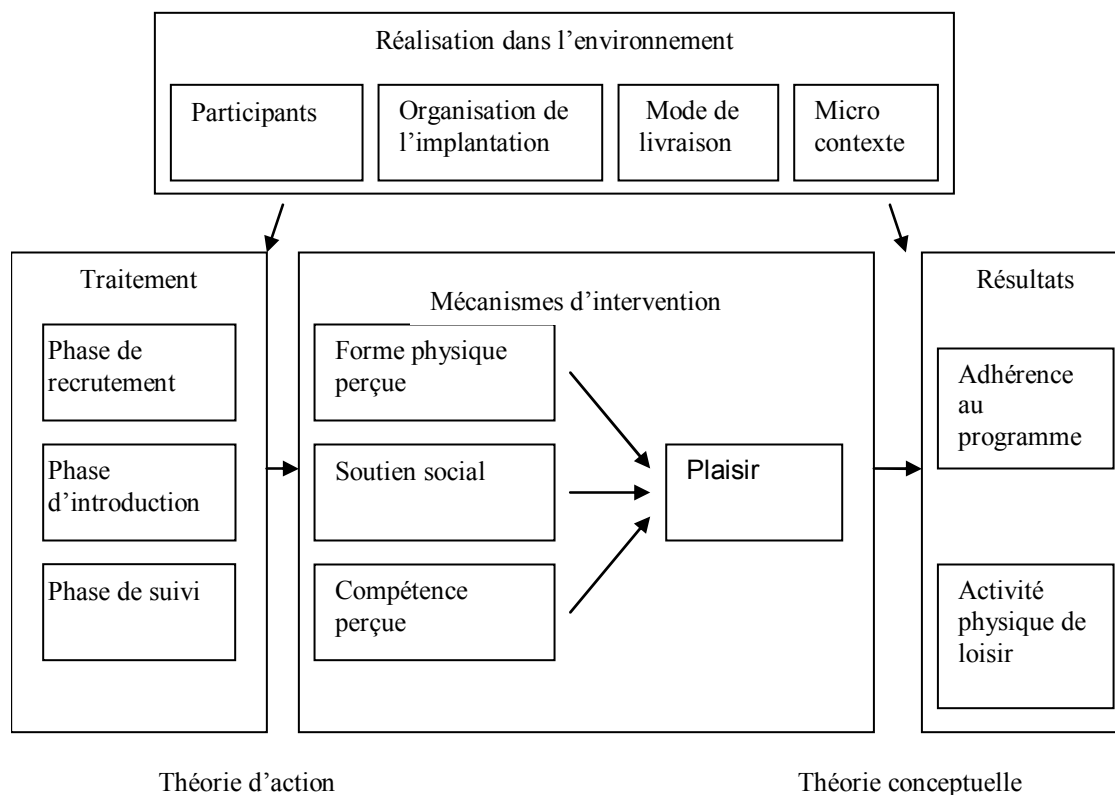 Réalisation dans l’environnement
Participants
Organisation de
l’implantation
Mode de
livraison
Micro
contexte
Traitement
Phase de
recrutement
Phase
d’introduction
Phase de suivi
Mécanismes d’intervention
Forme physique
perçue
Soutien social
Compétence
perçue
Plaisir
Résultats
Adhérence
au
programme
Activité
physique de
loisir
Théorie d’action
Théorie conceptuelle